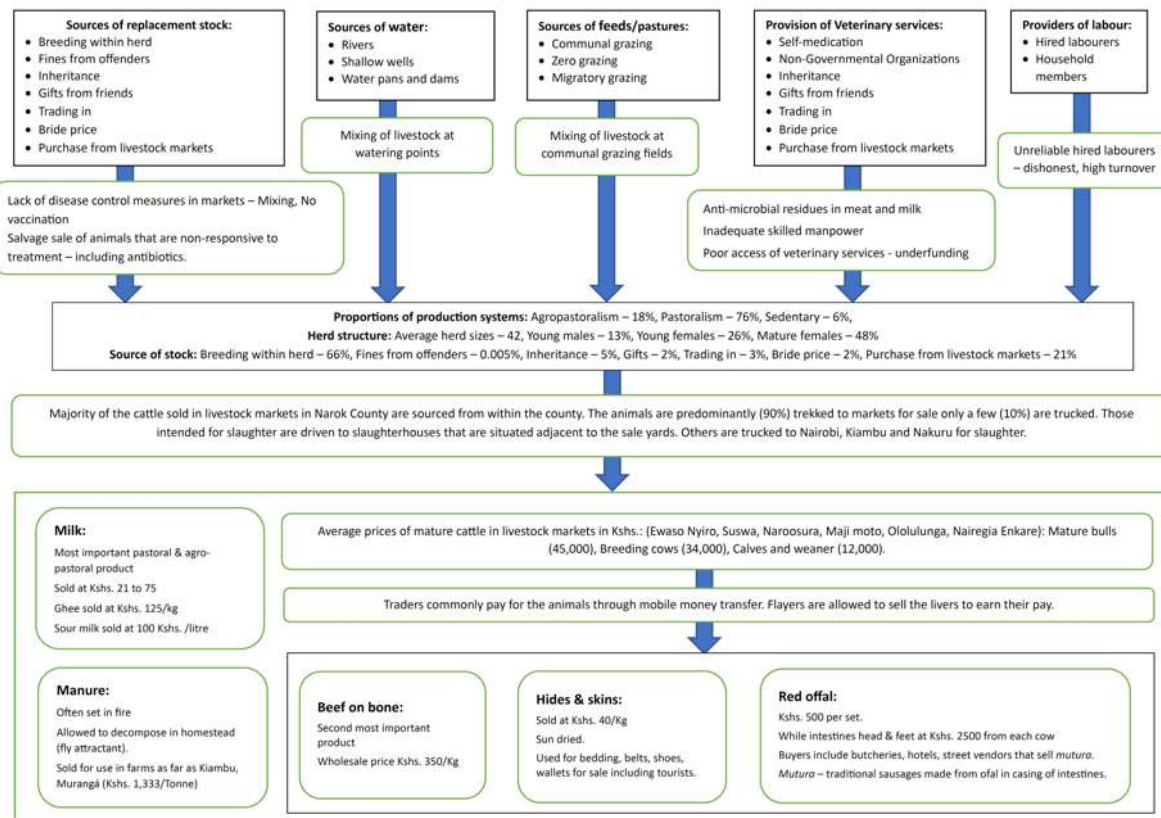 Sources of replacement stock:
• Breeding within herd
• Fines from offenders
• Inheritance
• Gifts from friends
• Trading in
• Bride price
• Purchase from livestock markets
Sources of water:
• Rivers
• Shallow wells
• Water pans and dams
Sources of feeds/pastures:
• Communal grazing
• Zero grazing
• Migratory grazing
Provision of Veterinary services:
• Self-medication
• Non-Governmental Organizations
• Inheritance
• Gifts from friends
• Trading in
• Bride price
• Purchase from livestock markets
Providers of labour:
• Hired labourers
• Household
members
Mixing of livestock at
watering points
Mixing of livestock at
communal grazing fields
Unreliable hired labourers
– dishonest, high turnover
Lack of disease control measures in markets – Mixing, No
vaccination
Salvage sale of animals that are non-responsive to
treatment – including antibiotics.
Anti-microbial residues in meat and milk
Inadequate skilled manpower
Poor access of veterinary services - underfunding
Proportions of production systems: Agropastoralism – 18%, Pastoralism – 76%, Sedentary – 6%,
Herd structure: Average herd sizes – 42, Young males – 13%, Young females – 26%, Mature females – 48%
Source of stock: Breeding within herd – 66%, Fines from offenders – 0.005%, Inheritance – 5%, Gifts – 2%, Trading in – 3%, Bride price – 2%, Purchase from livestock markets – 21%
Majority of the cattle sold in livestock markets in Narok County are sourced from within the county. The animals are predominantly (90%) trekked to markets for sale only a few (10%) are trucked. Those
intended for slaughter are driven to slaughterhouses that are situated adjacent to the sale yards. Others are trucked to Nairobi, Kiambu and Nakuru for slaughter.
Milk:
Most important pastoral & agro-
pastoral product
Sold at Kshs. 21 to 75
Ghee sold at Kshs. 125/kg
Sour milk sold at 100 Kshs. /litre
Average prices of mature cattle in livestock markets in Kshs.: (Ewaso Nyiro, Suswa, Naroosura, Maji moto, Ololulunga, Nairegia Enkare): Mature bulls
(45,000), Breeding cows (34,000), Calves and weaner (12,000).
Traders commonly pay for the animals through mobile money transfer. Flayers are allowed to sell the livers to earn their pay.
Manure:
Often set in fire
Allowed to decompose in homestead
(fly attractant).
Sold for use in farms as far as Kiambu,
Murangá (Kshs. 1,333/Tonne)
Beef on bone:
Second most important
product
Wholesale price Kshs. 350/Kg
Hides & skins:
Sold at Kshs. 40/Kg
Sun dried.
Used for bedding, belts, shoes,
wallets for sale including tourists.
Red offal:
Kshs. 500 per set.
While intestines head & feet at Kshs. 2500 from each cow
Buyers include butcheries, hotels, street vendors that sell mutura.
Mutura – traditional sausages made from ofal in casing of intestines.